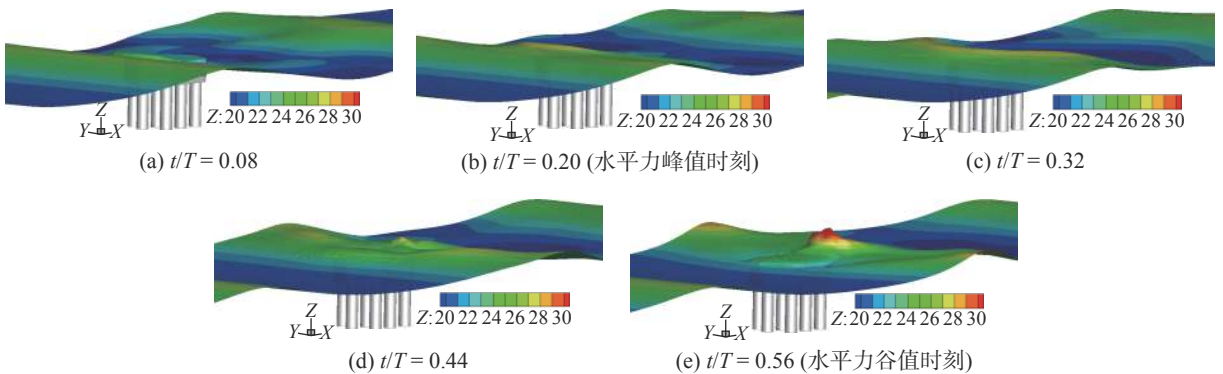 Z
Y X
Z: 20 22 24 26 28 30
(a) t/T = 0.08
Z
Y X
Z: 20 22 24 26 28 30
(b) t/T = 0.20 (水平力峰值时刻)
Z
Y X
Z: 20 22 24 26 28 30
(c) t/T = 0.32
Z
Y X
Z: 20 22 24 26 28 30
(d) t/T = 0.44
Z
Y X
Z: 20 22 24 26 28 30
(e) t/T = 0.56 (水平力谷值时刻)